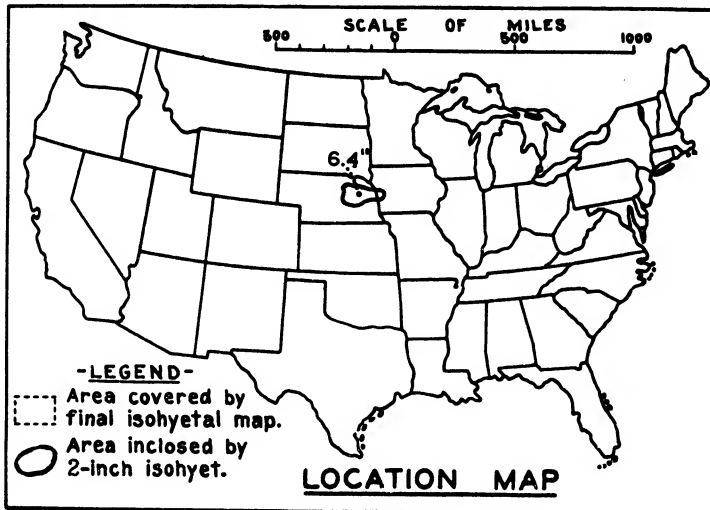 SCALE OF MILES
500 0 500 1000
6.4"
-LEGEND-
Area covered by
final isohyetal map.
Area inclosed by
2-inch isohyet.
LOCATION MAP